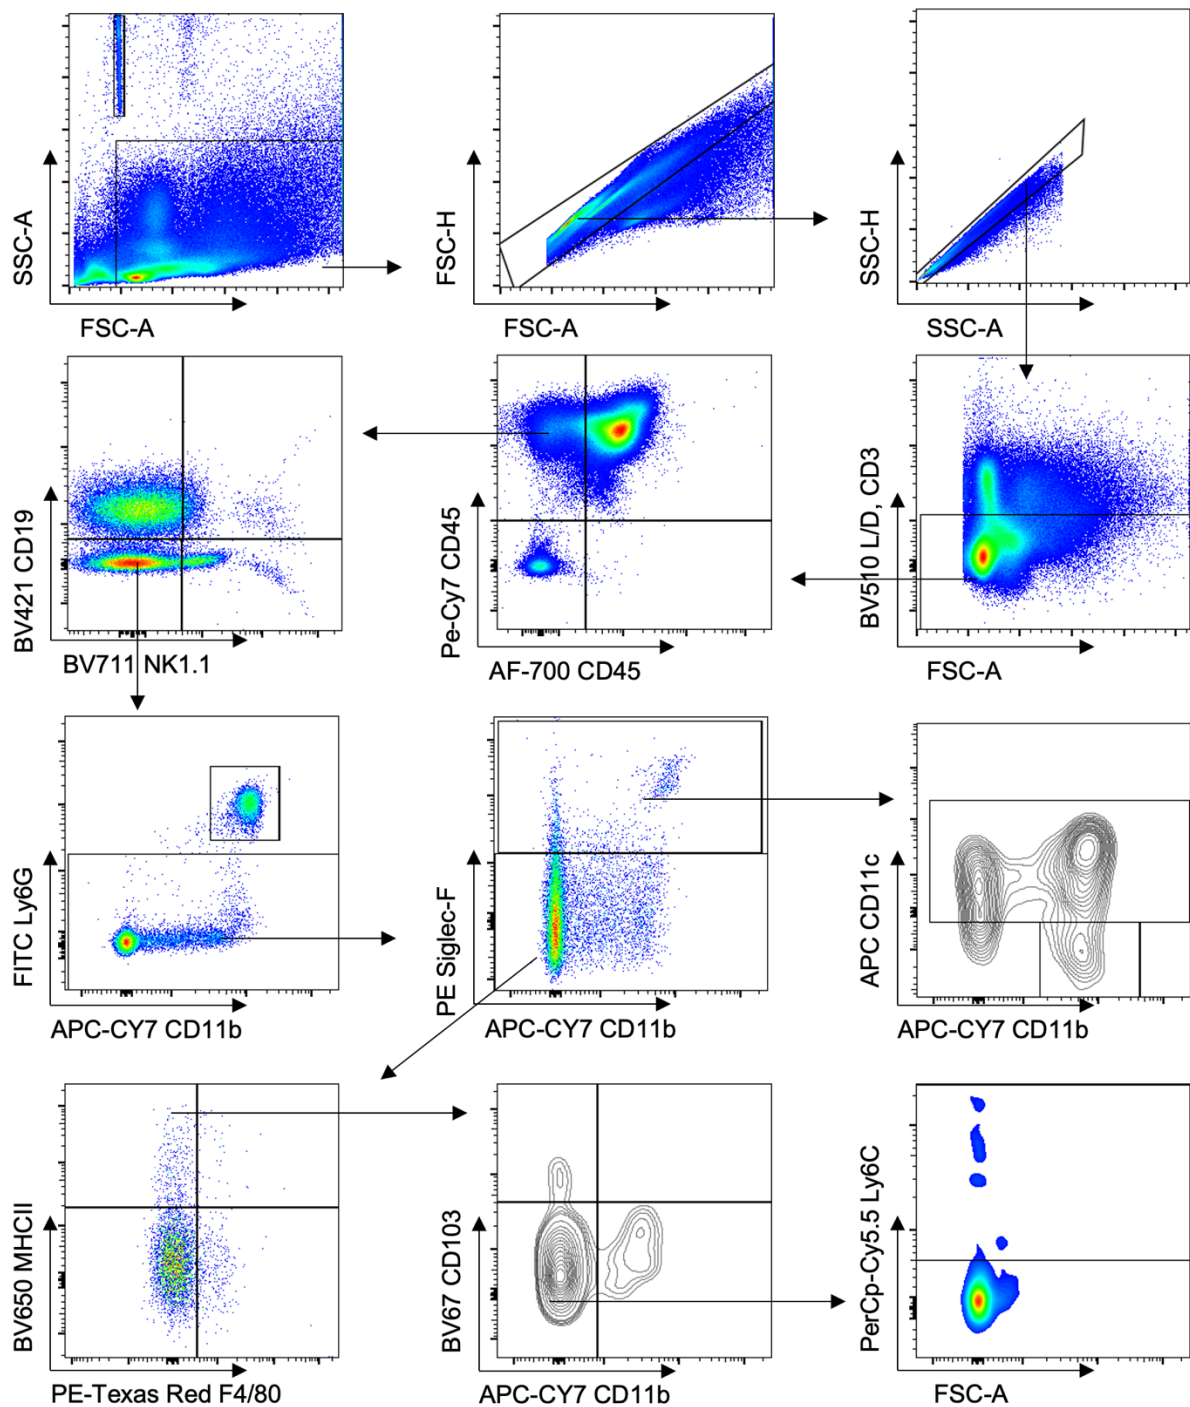 SSC-A
FSC-A
FSC-H
FSC-A
SSC-H
SSC-A
BV421 CD19
BV711 NK1.1
Pe-Cy7 CD45
AF-700 CD45
BV510 L/D, CD3
FSC-A
FITC Ly6G
APC-CY7 CD11b
PE Siglec-F
APC-CY7 CD11b
APC CD11c
APC-CY7 CD11b
BV650 MHCII
PE-Texas Red F4/80
BV67 CD103
APC-CY7 CD11b
PerCp-Cy5.5 Ly6C
FSC-A